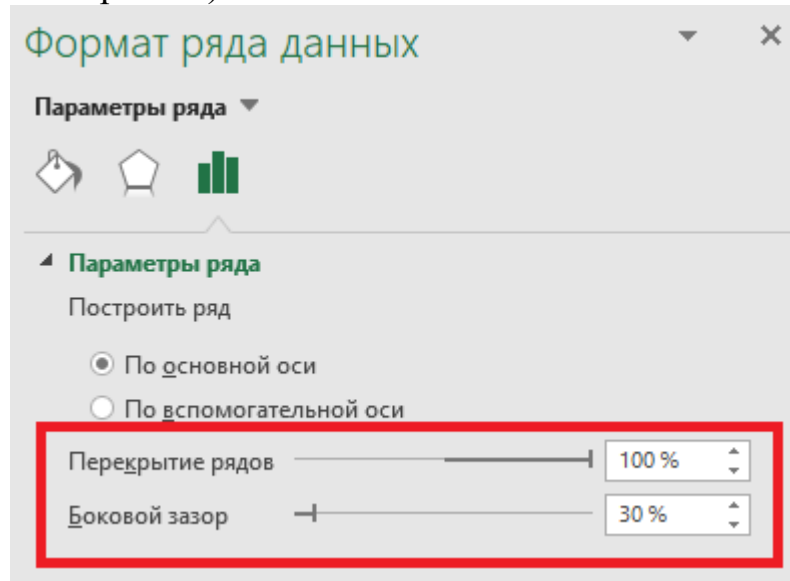 Формат ряда данных
Параметры ряда
Параметры ряда
Построить ряд
По основной оси
По вспомогательной оси
Перекрытие рядов 100 %
Боковой зазор 30 %